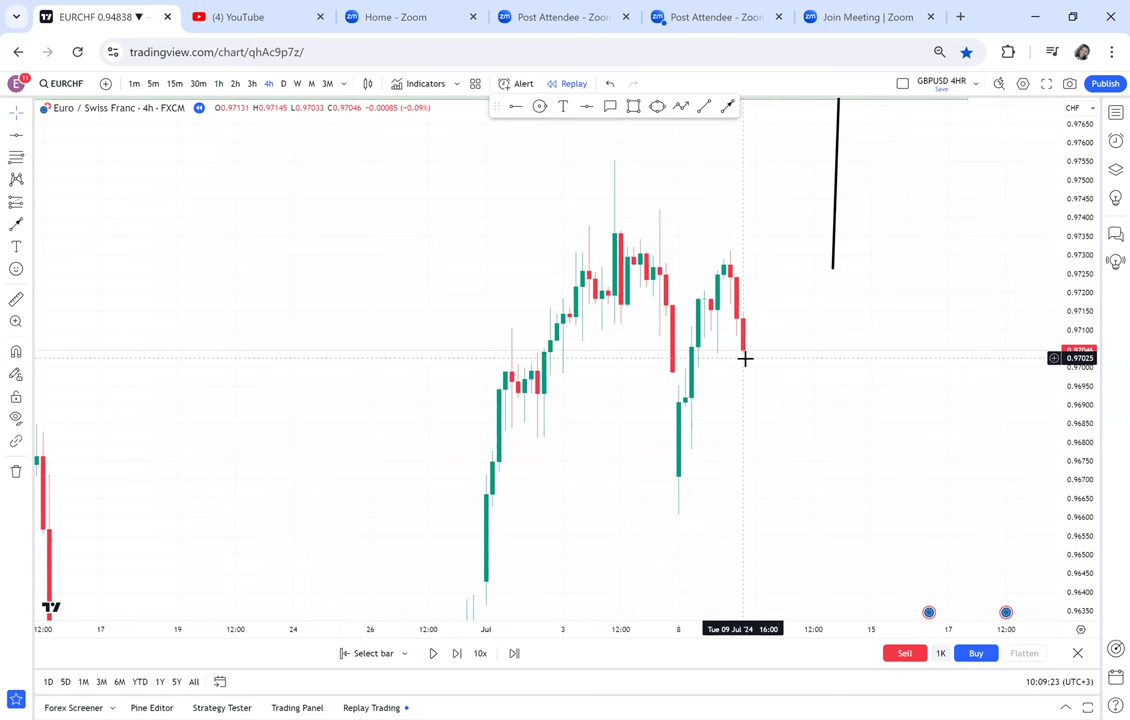 EURCHF 0.94838 ▼ −
(4) YouTube
Home - Zoom
Post Attendee - Zoom
Post Attendee - Zoom
Join Meeting | Zoom
tradingview.com/chart/qhAc9p7z/
E 11
EURCHF
1m 5m 15m 30m 1h 2h 3h 4h D W M 3M
Indicators
Alert
Replay
GBPUSD 4HR
Save
Publish
Euro / Swiss Franc · 4h · FXCM
O0.97131 H0.97145 L0.97033 C0.97046 −0.00085 (−0.09%)
CHF
0.97650
0.97600
0.97550
0.97500
0.97450
0.97400
0.97350
0.97300
0.97250
0.97200
0.97150
0.97100
0.97046
0.97025
0.97000
0.96950
0.96900
0.96850
0.96800
0.96750
0.96700
0.96650
0.96600
0.96550
0.96500
0.96450
0.96400
0.96350
12:00 17 19 12:00 24 26 12:00 Jul 3 12:00 8 Tue 09 Jul '24 16:00 12:00 15 17 12:00
Select bar
10x
Sell
1K
Buy
Flatten
1D 5D 1M 3M 6M YTD 1Y 5Y All
10:09:23 (UTC+3)
Forex Screener
Pine Editor
Strategy Tester
Trading Panel
Replay Trading